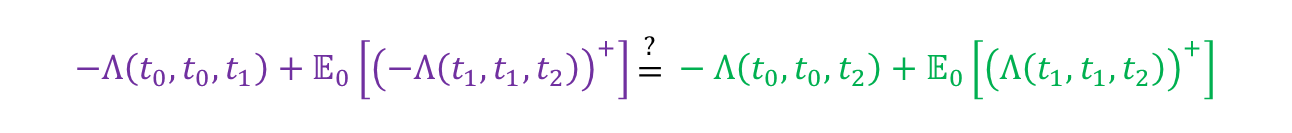 −Λ(t₀, t₀, t₁) + 𝔼₀[(−Λ(t₁, t₁, t₂))⁺] ≟ − Λ(t₀, t₀, t₂) + 𝔼₀[(Λ(t₁, t₁, t₂))⁺]